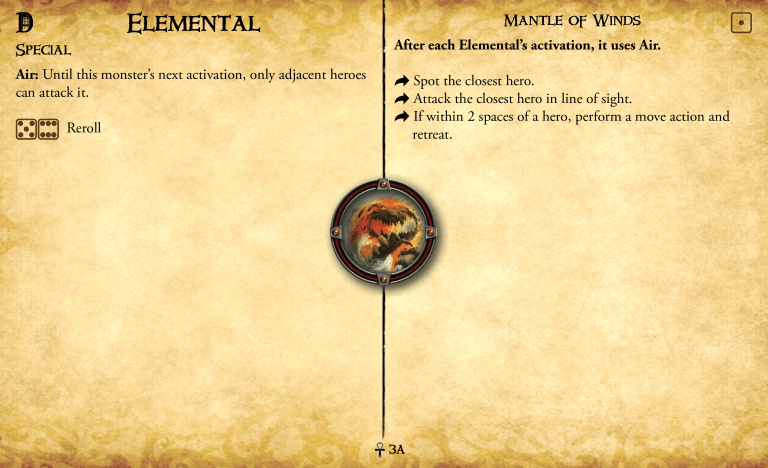 D
Elemental
Special
Air: Until this monster's next activation, only adjacent heroes
can attack it.
Reroll
Mantle of Winds
After each Elemental's activation, it uses Air.
Spot the closest hero.
Attack the closest hero in line of sight.
If within 2 spaces of a hero, perform a move action and
retreat.
3A